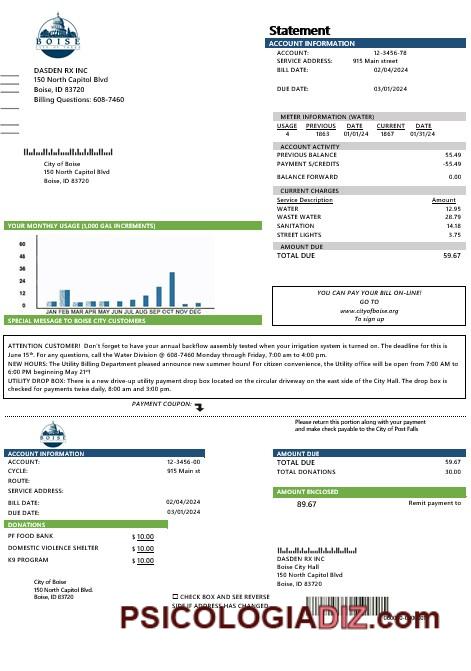 BOISE
Statement
ACCOUNT INFORMATION
ACCOUNT: 12-3456-78
SERVICE ADDRESS: 915 Main street
BILL DATE: 02/04/2024
DUE DATE: 03/01/2024
DASDEN RX INC
150 North Capitol Blvd
Boise, ID 83720
Billing Questions: 608-7460
METER INFORMATION (WATER)
USAGE PREVIOUS DATE CURRENT DATE
4 1863 01/01/24 1867 01/31/24
City of Boise
150 North Capitol Blvd
Boise, ID 83720
ACCOUNT ACTIVITY
PREVIOUS BALANCE 55.49
PAYMENT S/CREDITS -55.49
BALANCE FORWARD 0.00
CURRENT CHARGES
Service Description Amount
WATER 12.95
WASTE WATER 28.79
SANITATION 14.18
STREET LIGHTS 3.75
AMOUNT DUE
TOTAL DUE 59.67
YOUR MONTHLY USAGE (1,000 GAL INCREMENTS)
60
40
30
20
10
0
JAN FEB MAR APR MEY JUN JUL AUG SEP OCT NOV DEC
YOU CAN PAY YOUR BILL ON-LINE!
GO TO
www.cityofboise.org
To sign up
SPECIAL MESSAGE TO BOISE CITY CUSTOMERS
ATTENTION CUSTOMER! Don't forget to have your annual backflow assembly tested when your irrigation system is turned on. The deadline for this is
June 15th. For any questions, call the Water Division @ 608-7460 Monday through Friday, 7:00 am to 4:00 pm.
NEW HOURS: The Utility Billing Department pleased announce new summer hours! For citizen convenience, the Utility office will be open from 7:00 AM to
6:00 PM beginning May 21st!
UTILITY DROP BOX: There is a new drive-up utility payment drop box located on the circular driveway on the east side of the City Hall. The drop box is
checked for payments twice daily, 8:00 am and 3:00 pm.
PAYMENT COUPON:
BOISE
Please return this portion along with your payment
and make check payable to the City of Post Falls
ACCOUNT INFORMATION
ACCOUNT: 12-3456-00
CYCLE: 915 Main st
ROUTE:
SERVICE ADDRESS:
BILL DATE: 02/04/2024
DUE DATE: 03/01/2024
AMOUNT DUE
TOTAL DUE 59.67
TOTAL DONATIONS 30.00
AMOUNT ENCLOSED
89.67 Remit payment to
DONATIONS
PF FOOD BANK $ 10.00
DOMESTIC VIOLENCE SHELTER $ 10.00
K9 PROGRAM $ 10.00
DASDEN RX INC
Boise City Hall
150 North Capitol Blvd
Boise, ID 83720
City of Boise
150 North Capitol Blvd.
Boise, ID 83720
CHECK BOX AND SEE REVERSE
SIDE IF ADDRESS HAS CHANGED
PSICOLOGIADIZ.com